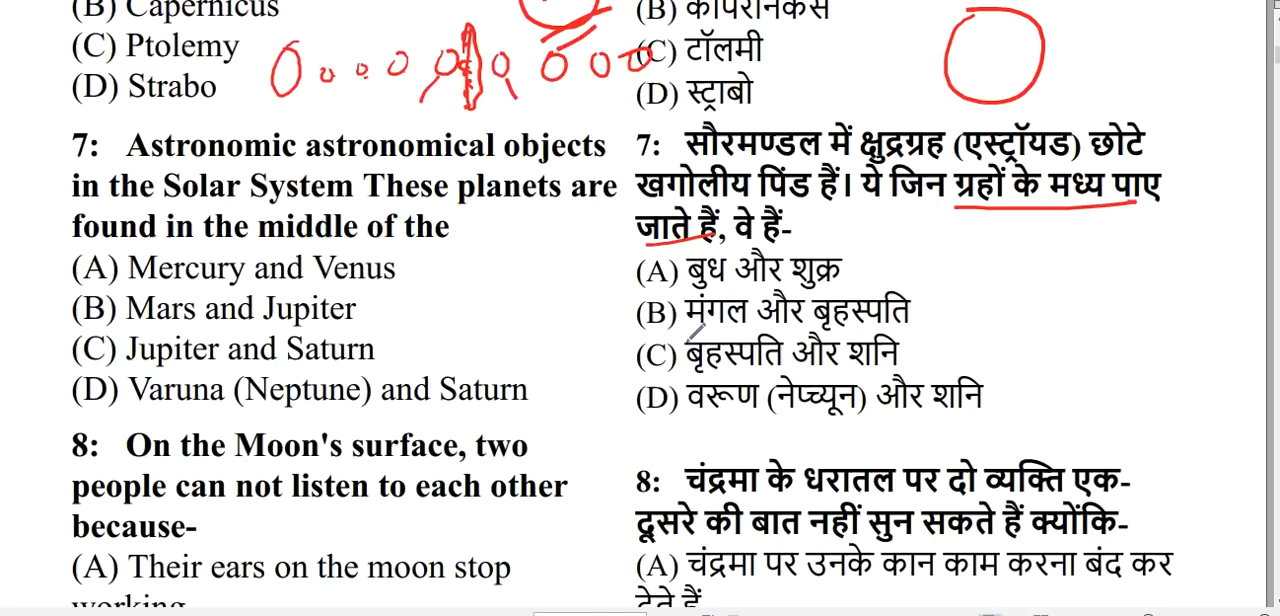 (B) Capernicus
(C) Ptolemy
(D) Strabo
7: Astronomic astronomical objects
in the Solar System These planets are
found in the middle of the
(A) Mercury and Venus
(B) Mars and Jupiter
(C) Jupiter and Saturn
(D) Varuna (Neptune) and Saturn
8: On the Moon's surface, two
people can not listen to each other
because-
(A) Their ears on the moon stop
working
(B) कॉपरनिकस
(C) टॉलमी
(D) स्ट्राबो
7: सौरमण्डल में क्षुद्रग्रह (एस्ट्रॉयड) छोटे
खगोलीय पिंड हैं। ये जिन ग्रहों के मध्य पाए
जाते हैं, वे हैं-
(A) बुध और शुक्र
(B) मंगल और बृहस्पति
(C) बृहस्पति और शनि
(D) वरूण (नेप्च्यून) और शनि
8: चंद्रमा के धरातल पर दो व्यक्ति एक-
दूसरे की बात नहीं सुन सकते हैं क्योंकि-
(A) चंद्रमा पर उनके कान काम करना बंद कर
देते हैं